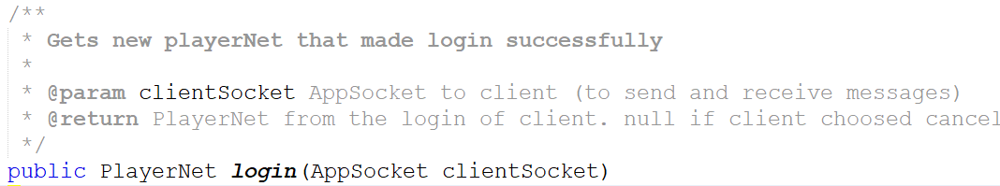 /**
* Gets new playerNet that made login successfully
*
* @param clientSocket AppSocket to client (to send and receive messages)
* @return PlayerNet from the login of client. null if client choosed cancel
*/
public PlayerNet login(AppSocket clientSocket)